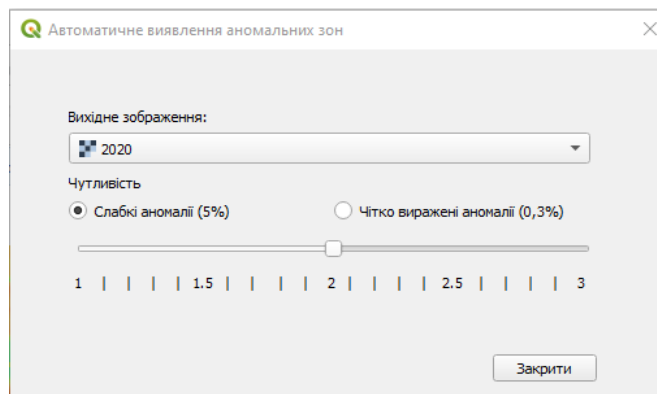 Автоматичне виявлення аномальних зон
Вихідне зображення:
2020
Чутливість
Слабкі аномалії (5%) Чітко виражені аномалії (0,3%)
1 | | | | 1.5 | | | | 2 | | | | 2.5 | | | | 3
Закрити